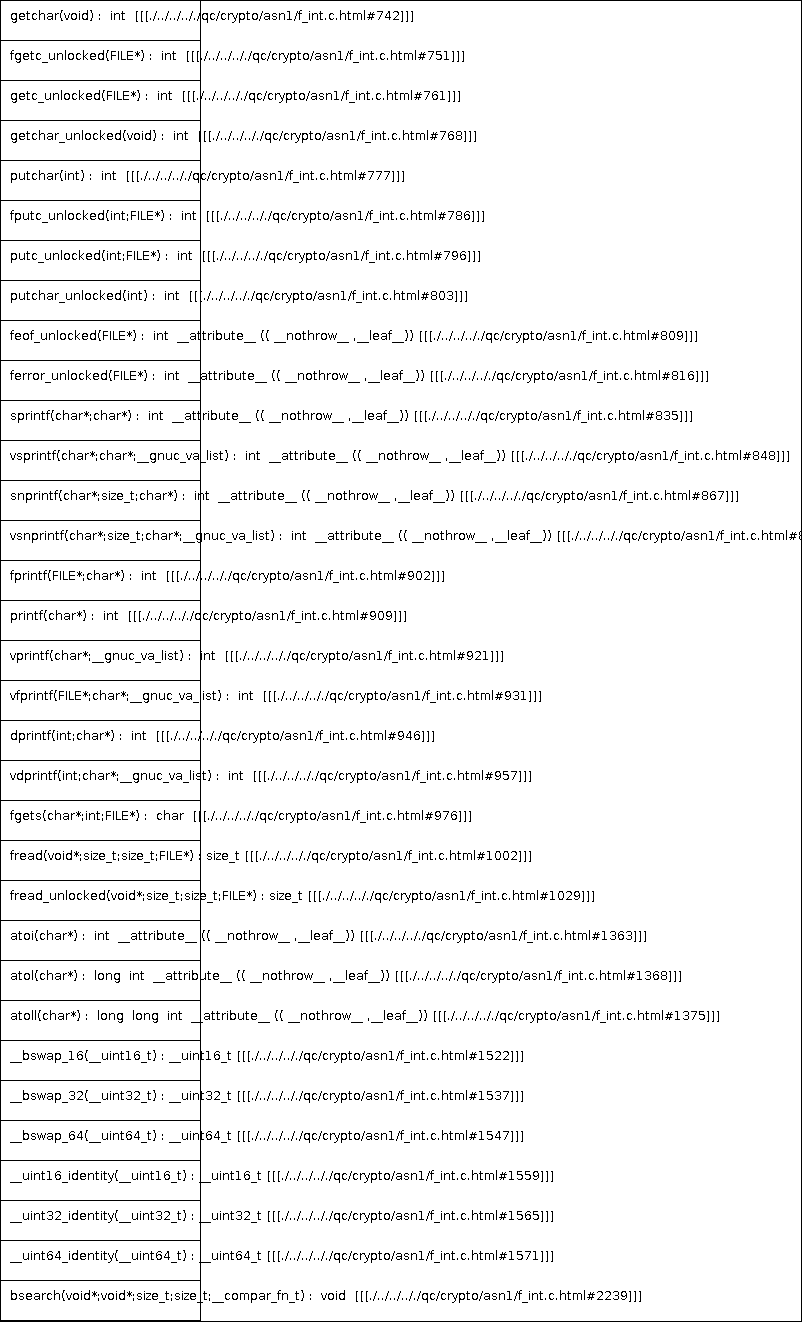 getchar(void) : int [[[./../../../qc/crypto/asn1/f_int.c.html#742]]]
fgetc_unlocked(FILE*) : int [[[./../../../qc/crypto/asn1/f_int.c.html#751]]]
getc_unlocked(FILE*) : int [[[./../../../qc/crypto/asn1/f_int.c.html#761]]]
getchar_unlocked(void) : int [[[./../../../qc/crypto/asn1/f_int.c.html#768]]]
putchar(int) : int [[[./../../../qc/crypto/asn1/f_int.c.html#777]]]
fputc_unlocked(int;FILE*) : int [[[./../../../qc/crypto/asn1/f_int.c.html#786]]]
putc_unlocked(int;FILE*) : int [[[./../../../qc/crypto/asn1/f_int.c.html#796]]]
putchar_unlocked(int) : int [[[./../../../qc/crypto/asn1/f_int.c.html#803]]]
feof_unlocked(FILE*) : int __attribute__ (( __nothrow__ ,__leaf__)) [[[./../../../qc/crypto/asn1/f_int.c.html#809]]]
ferror_unlocked(FILE*) : int __attribute__ (( __nothrow__ ,__leaf__)) [[[./../../../qc/crypto/asn1/f_int.c.html#816]]]
sprintf(char*;char*) : int __attribute__ (( __nothrow__ ,__leaf__)) [[[./../../../qc/crypto/asn1/f_int.c.html#835]]]
vsprintf(char*;char*;__gnuc_va_list) : int __attribute__ (( __nothrow__ ,__leaf__)) [[[./../../../qc/crypto/asn1/f_int.c.html#848]]]
snprintf(char*;size_t;char*) : int __attribute__ (( __nothrow__ ,__leaf__)) [[[./../../../qc/crypto/asn1/f_int.c.html#867]]]
vsnprintf(char*;size_t;char*;__gnuc_va_list) : int __attribute__ (( __nothrow__ ,__leaf__)) [[[./../../../qc/crypto/asn1/f_int.c.html#
fprintf(FILE*;char*) : int [[[./../../../qc/crypto/asn1/f_int.c.html#902]]]
printf(char*) : int [[[./../../../qc/crypto/asn1/f_int.c.html#909]]]
vprintf(char*;__gnuc_va_list) : int [[[./../../../qc/crypto/asn1/f_int.c.html#921]]]
vfprintf(FILE*;char*;__gnuc_va_list) : int [[[./../../../qc/crypto/asn1/f_int.c.html#931]]]
dprintf(int;char*) : int [[[./../../../qc/crypto/asn1/f_int.c.html#946]]]
vdprintf(int;char*;__gnuc_va_list) : int [[[./../../../qc/crypto/asn1/f_int.c.html#957]]]
fgets(char*;int;FILE*) : char [[[./../../../qc/crypto/asn1/f_int.c.html#976]]]
fread(void*;size_t;size_t;FILE*) : size_t [[[./../../../qc/crypto/asn1/f_int.c.html#1002]]]
fread_unlocked(void*;size_t;size_t;FILE*) : size_t [[[./../../../qc/crypto/asn1/f_int.c.html#1029]]]
atoi(char*) : int __attribute__ (( __nothrow__ ,__leaf__)) [[[./../../../qc/crypto/asn1/f_int.c.html#1363]]]
atol(char*) : long int __attribute__ (( __nothrow__ ,__leaf__)) [[[./../../../qc/crypto/asn1/f_int.c.html#1368]]]
atoll(char*) : long long int __attribute__ (( __nothrow__ ,__leaf__)) [[[./../../../qc/crypto/asn1/f_int.c.html#1375]]]
__bswap_16(__uint16_t) : __uint16_t [[[./../../../qc/crypto/asn1/f_int.c.html#1522]]]
__bswap_32(__uint32_t) : __uint32_t [[[./../../../qc/crypto/asn1/f_int.c.html#1537]]]
__bswap_64(__uint64_t) : __uint64_t [[[./../../../qc/crypto/asn1/f_int.c.html#1547]]]
__uint16_identity(__uint16_t) : __uint16_t [[[./../../../qc/crypto/asn1/f_int.c.html#1559]]]
__uint32_identity(__uint32_t) : __uint32_t [[[./../../../qc/crypto/asn1/f_int.c.html#1565]]]
__uint64_identity(__uint64_t) : __uint64_t [[[./../../../qc/crypto/asn1/f_int.c.html#1571]]]
bsearch(void*;void*;size_t;size_t;__compar_fn_t) : void [[[./../../../qc/crypto/asn1/f_int.c.html#2239]]]